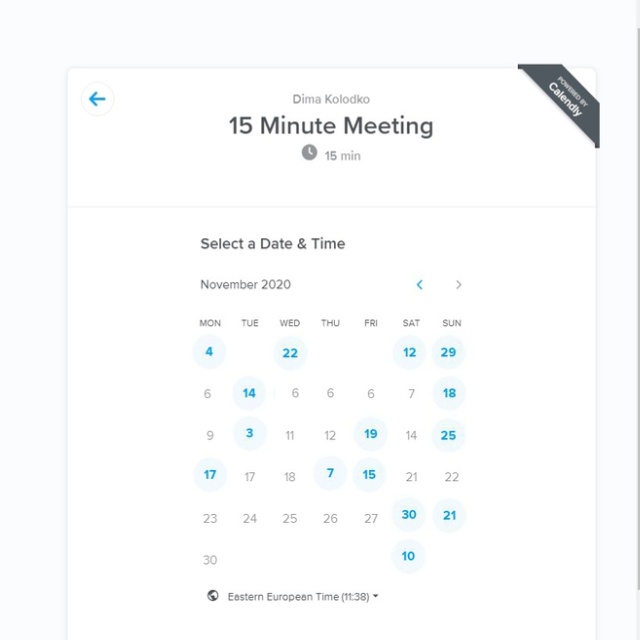 POWERED BY
Calendly
Dima Kolodko
15 Minute Meeting
15 min
Select a Date & Time
November 2020
MON TUE WED THU FRI SAT SUN
4 22 12 29
6 14 6 6 6 7 18
9 3 11 12 19 14 25
17 17 18 7 15 21 22
23 24 25 26 27 30 21
30 10
Eastern European Time (11:38)